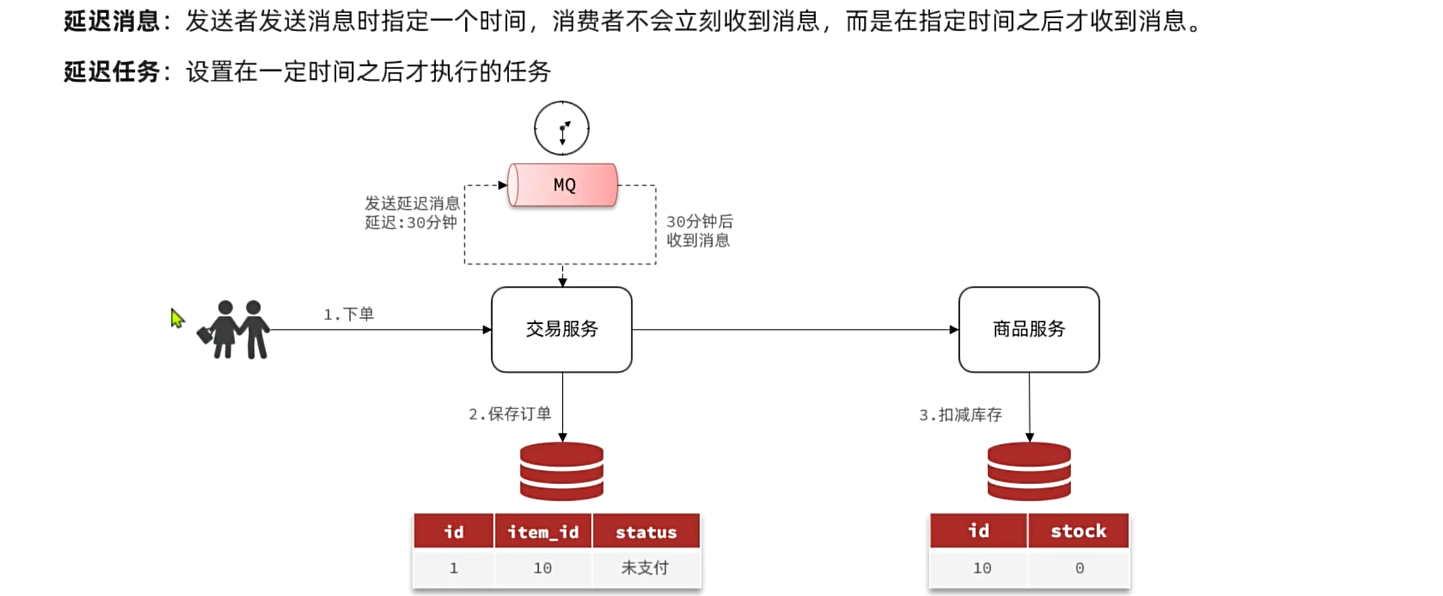 延迟消息：发送者发送消息时指定一个时间，消费者不会立刻收到消息，而是在指定时间之后才收到消息。
延迟任务：设置在一定时间之后才执行的任务
MQ
发送延迟消息
延迟:30分钟
30分钟后
收到消息
1.下单
交易服务
商品服务
2.保存订单
3.扣减库存
id item_id status
1 10 未支付
id stock
10 0